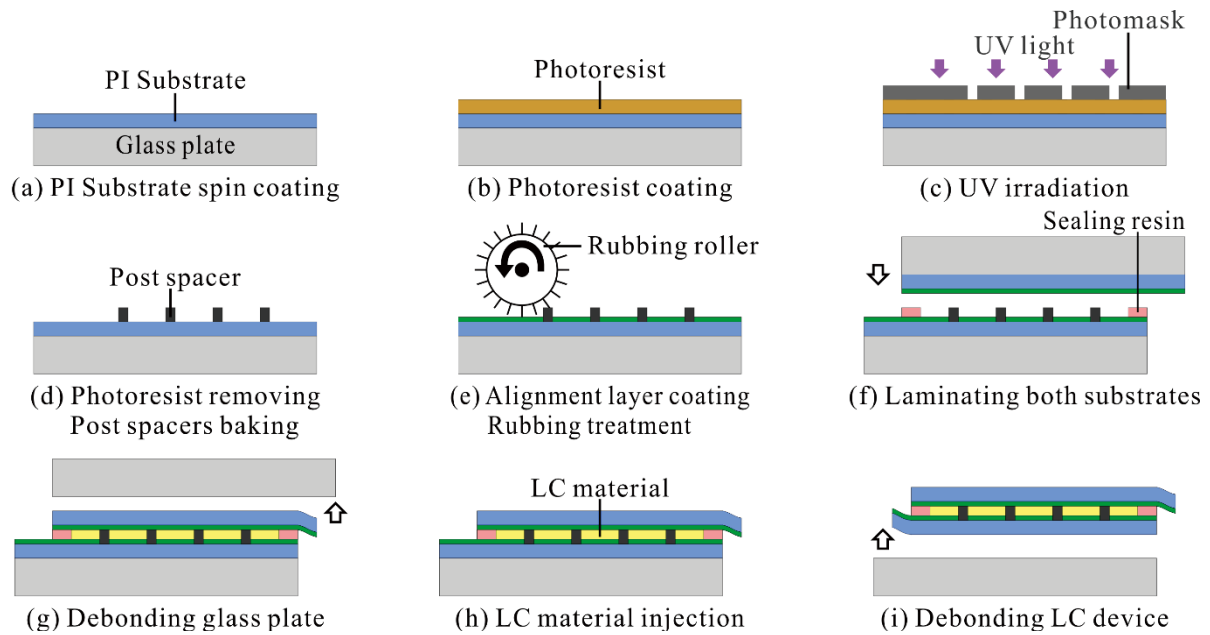 PI Substrate
Glass plate
(a) PI Substrate spin coating
Photoresist
(b) Photoresist coating
Photomask
UV light
(c) UV irradiation
Post spacer
(d) Photoresist removing
Post spacers baking
Rubbing roller
(e) Alignment layer coating
Rubbing treatment
Sealing resin
(f) Laminating both substrates
(g) Debonding glass plate
LC material
(h) LC material injection
(i) Debonding LC device